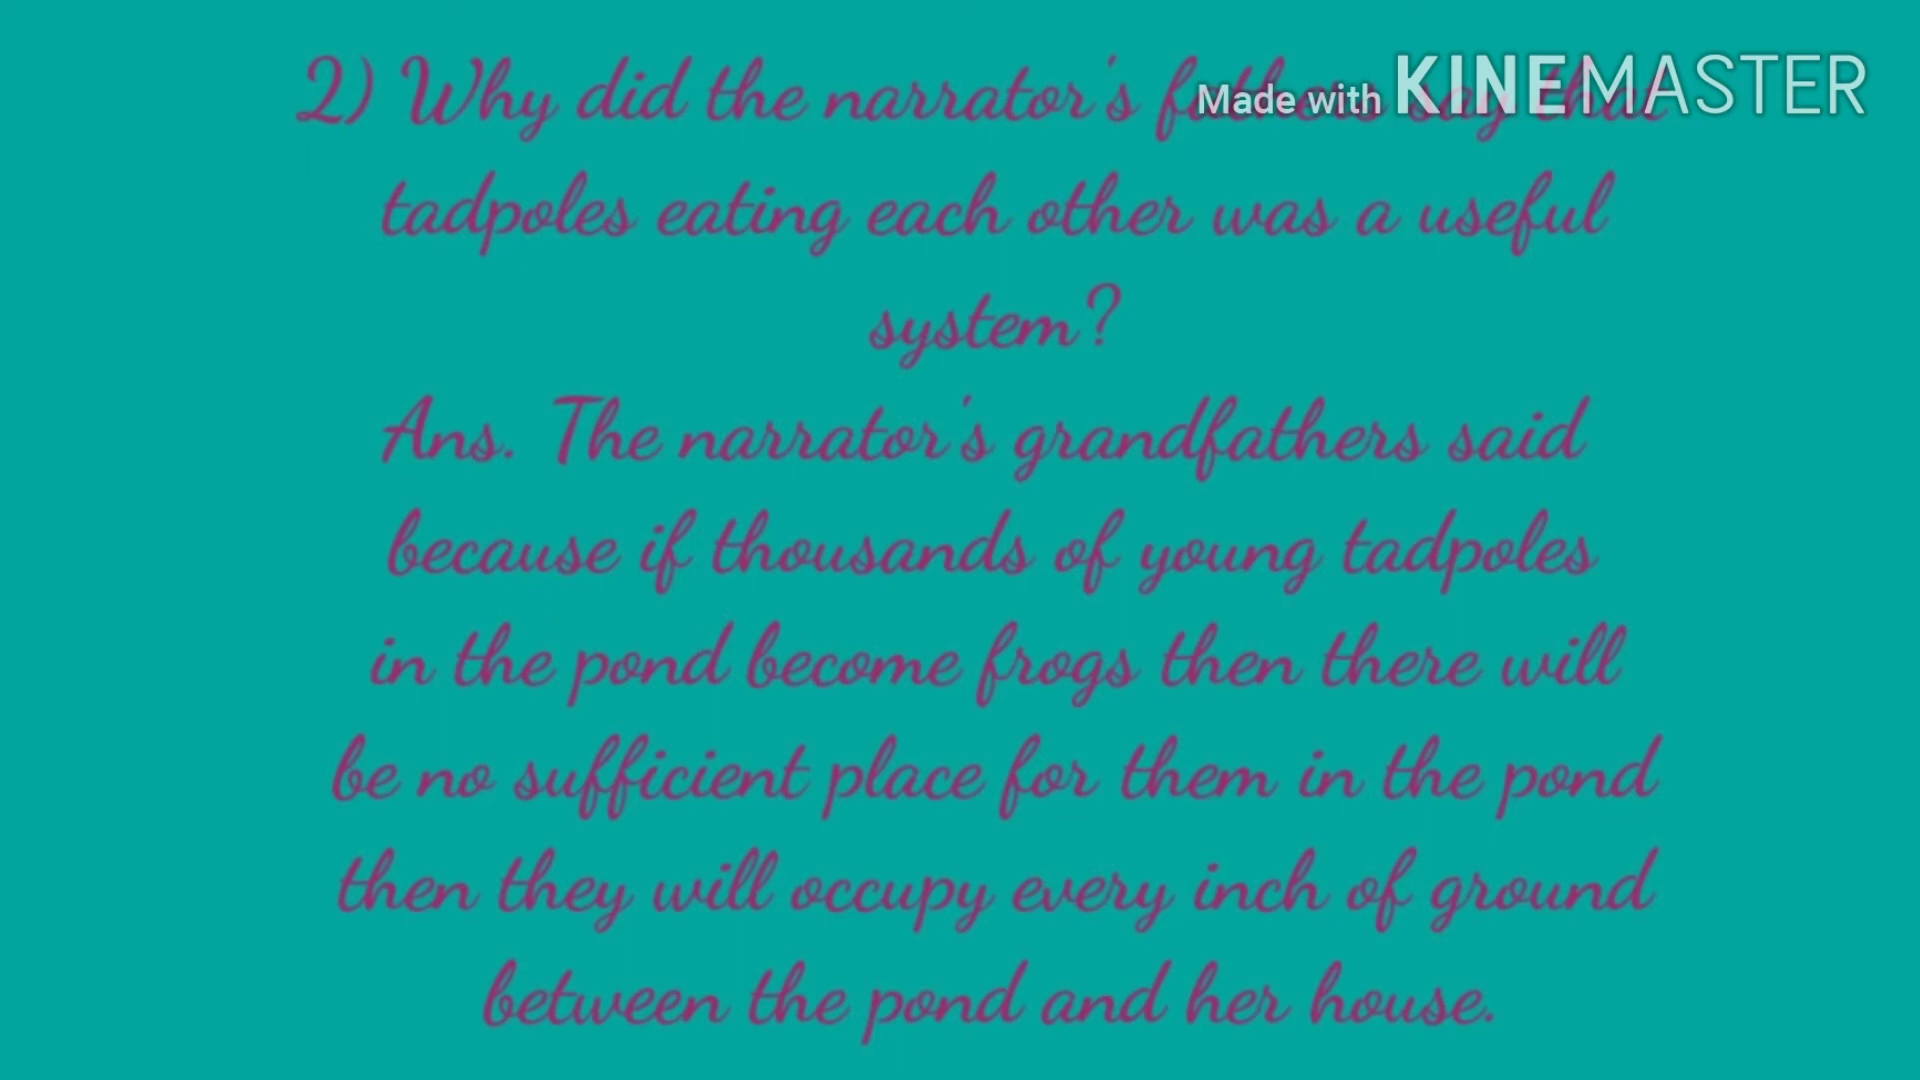 2) Why did the narrator's fathers say that
Made with KINEMASTER
tadpoles eating each other was a useful
system?
Ans. The narrator's grandfathers said
because if thousands of young tadpoles
in the pond become frogs then there will
be no sufficient place for them in the pond
then they will occupy every inch of ground
between the pond and her house.